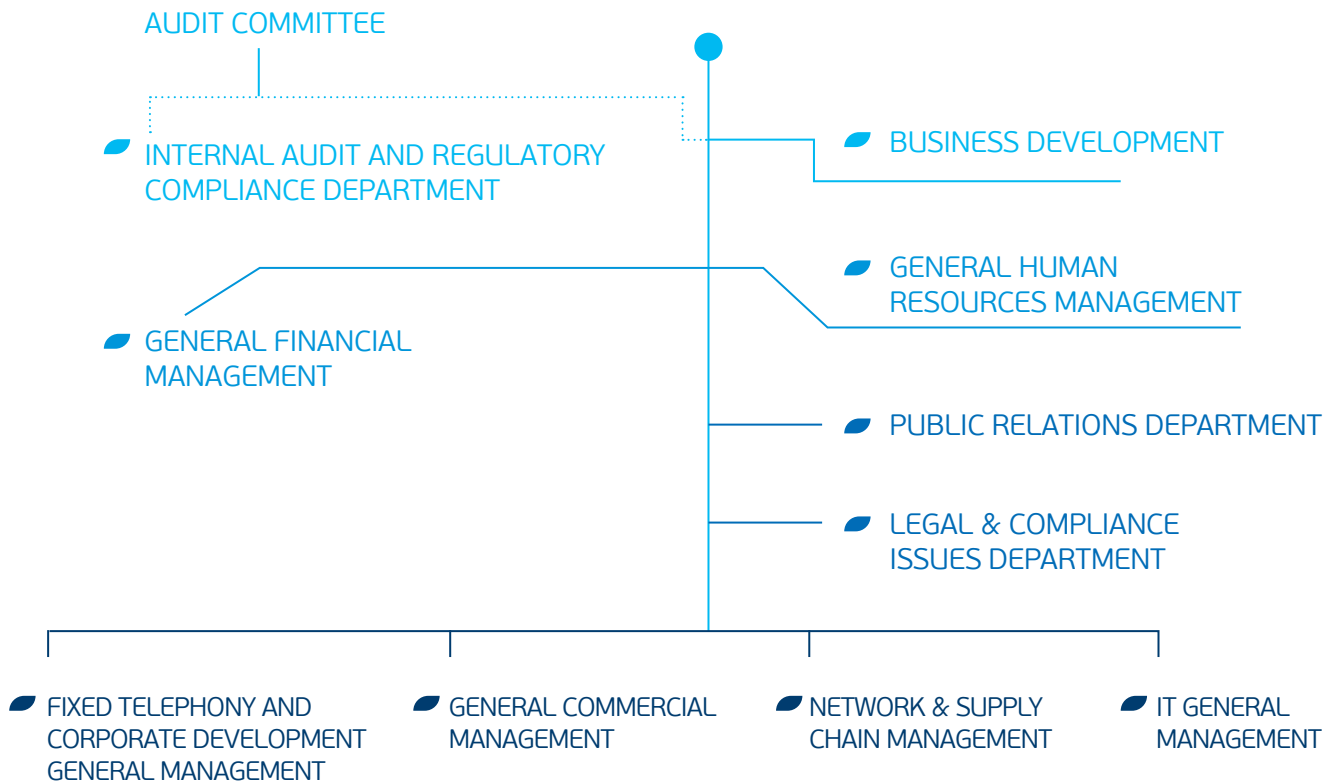 AUDIT COMMITTEE
INTERNAL AUDIT AND REGULATORY
COMPLIANCE DEPARTMENT
BUSINESS DEVELOPMENT
GENERAL HUMAN
RESOURCES MANAGEMENT
GENERAL FINANCIAL
MANAGEMENT
PUBLIC RELATIONS DEPARTMENT
LEGAL & COMPLIANCE
ISSUES DEPARTMENT
FIXED TELEPHONY AND
CORPORATE DEVELOPMENT
GENERAL MANAGEMENT
GENERAL COMMERCIAL
MANAGEMENT
NETWORK & SUPPLY
CHAIN MANAGEMENT
IT GENERAL
MANAGEMENT